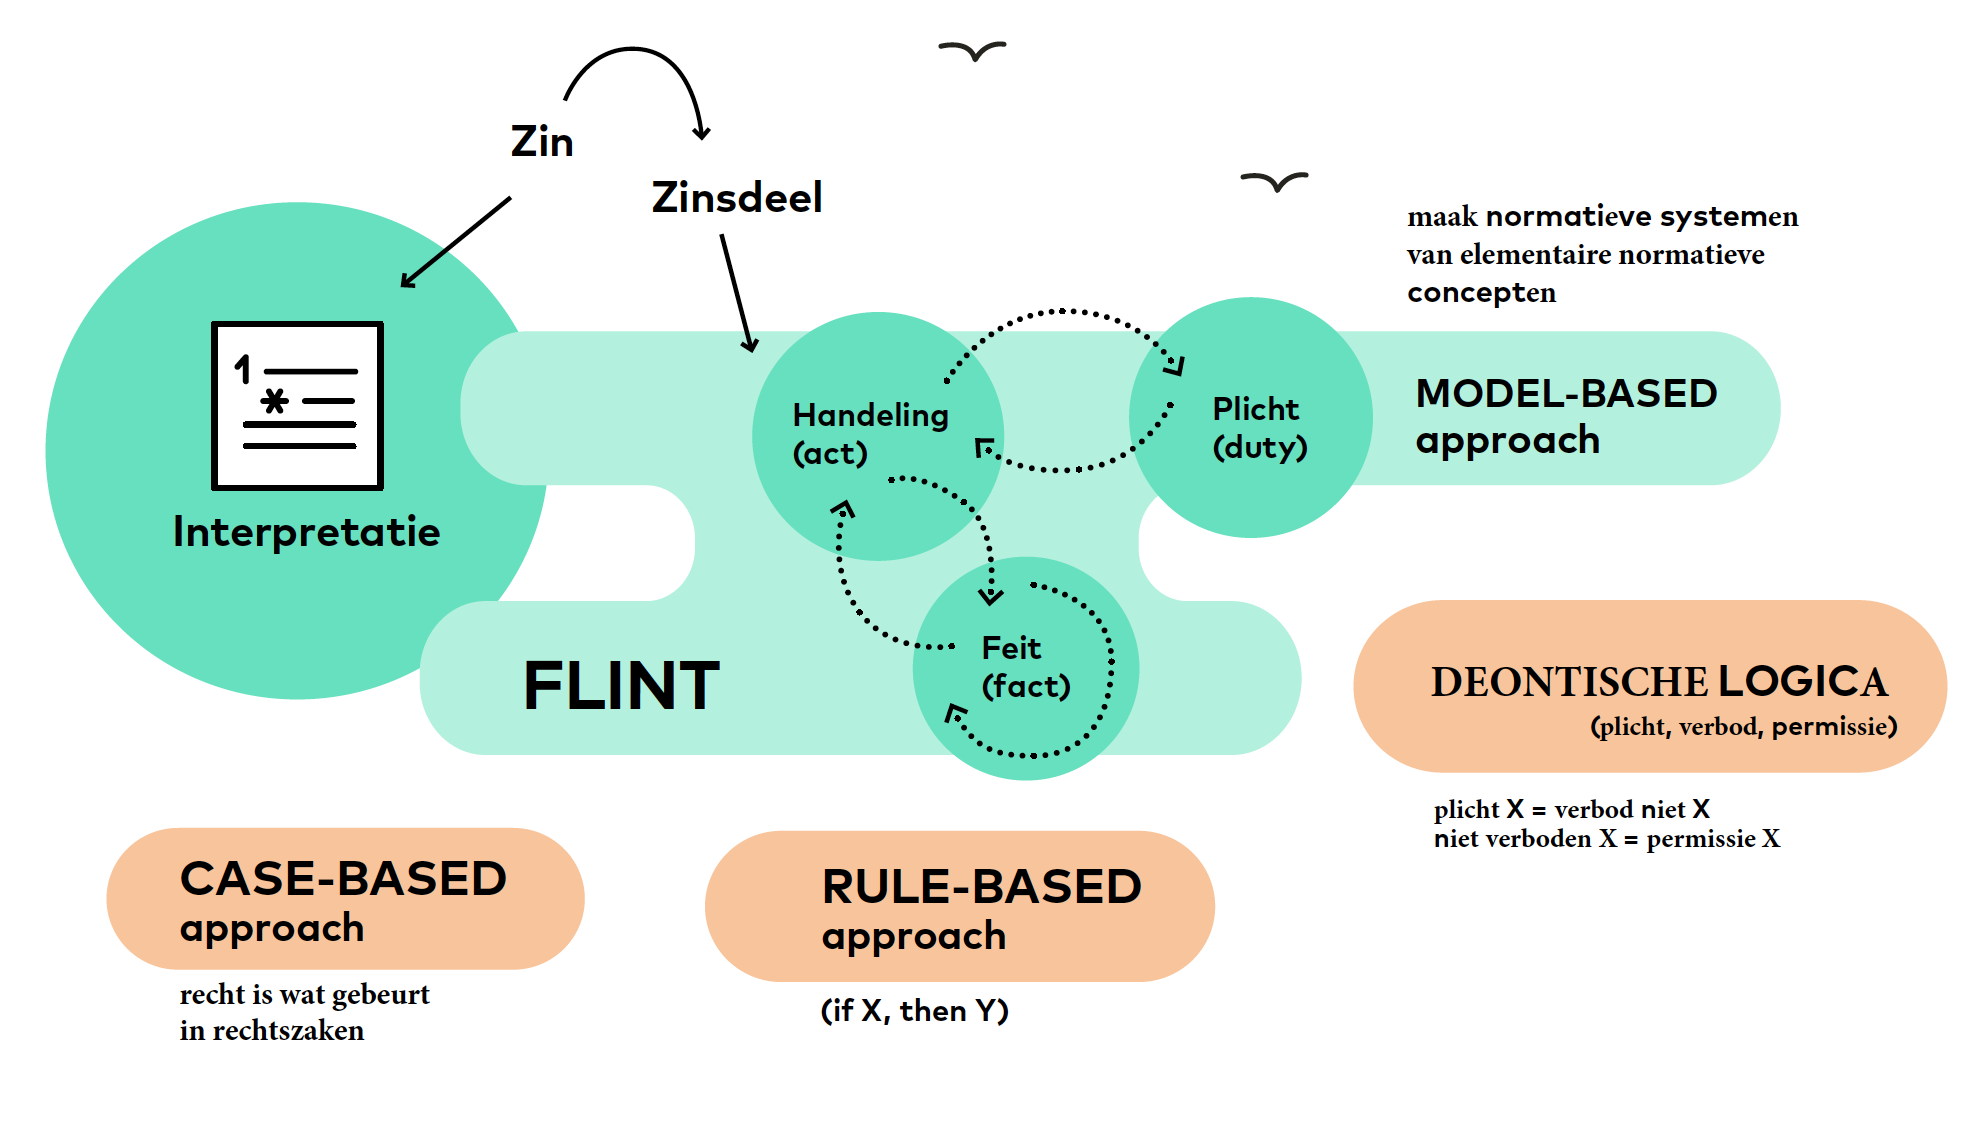 Zin
Zinsdeel
maak normatieve systemen
van elementaire normatieve
concepten
1
*
Interpretatie
Handeling
(act)
Plicht
(duty)
MODEL-BASED
approach
FLINT
Feit
(fact)
DEONTISCHE LOGICA
(plicht, verbod, permissie)
plicht X = verbod niet X
niet verboden X = permissie X
CASE-BASED
approach
recht is wat gebeurt
in rechtszaken
RULE-BASED
approach
(if X, then Y)